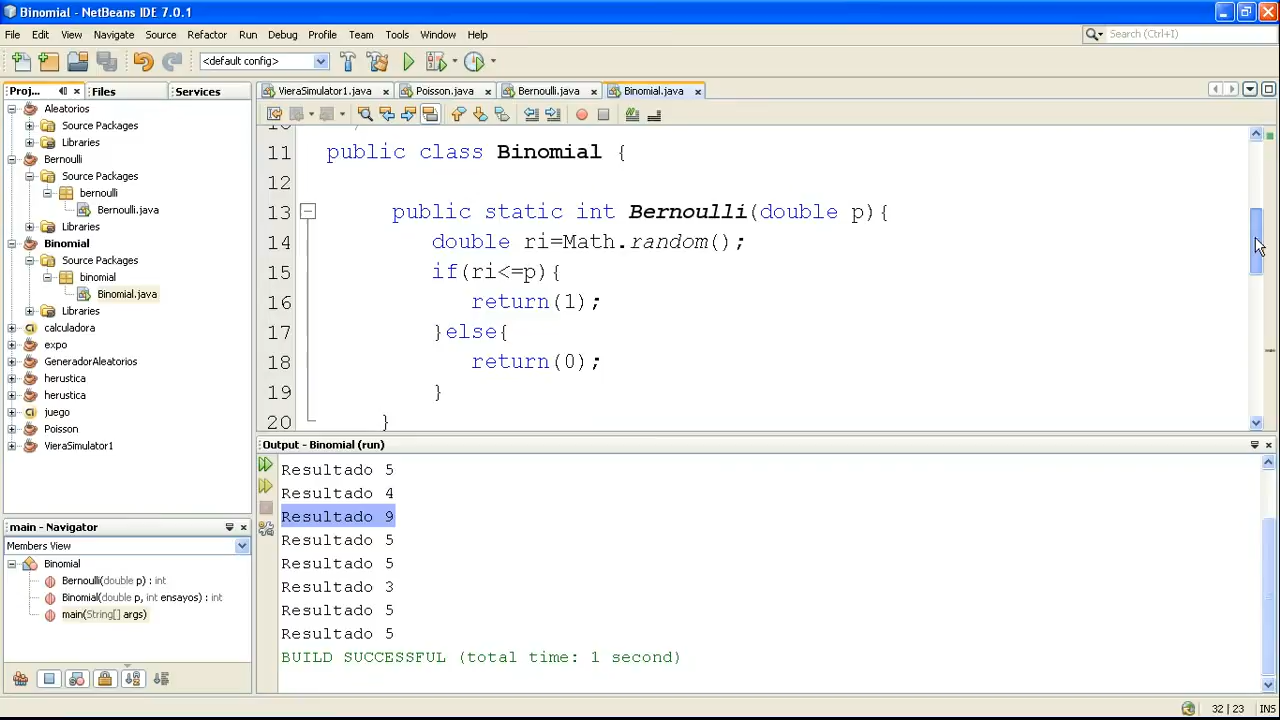 Binomial - NetBeans IDE 7.0.1
File Edit View Navigate Source Refactor Run Debug Profile Team Tools Window Help
Search (Ctrl+I)
<default config>
Proj... Files Services
VieraSimulator1.java Poisson.java Bernoulli.java Binomial.java
Aleatorios
Source Packages
Libraries
Bernoulli
Source Packages
bernoulli
Bernoulli.java
Libraries
Binomial
Source Packages
binomial
Binomial.java
Libraries
calculadora
expo
GeneradorAleatorios
herustica
herustica
juego
Poisson
VieraSimulator1
11 public class Binomial {
12
13 public static int Bernoulli(double p){
14 double ri=Math.random();
15 if(ri<=p){
16 return(1);
17 }else{
18 return(0);
19 }
20 }
Output - Binomial (run)
Resultado 5
Resultado 4
Resultado 9
Resultado 5
Resultado 5
Resultado 3
Resultado 5
Resultado 5
BUILD SUCCESSFUL (total time: 1 second)
main - Navigator
Members View
Binomial
Bernoulli(double p) : int
Binomial(double p, int ensayos) : int
main(String[] args)
32 | 23 INS